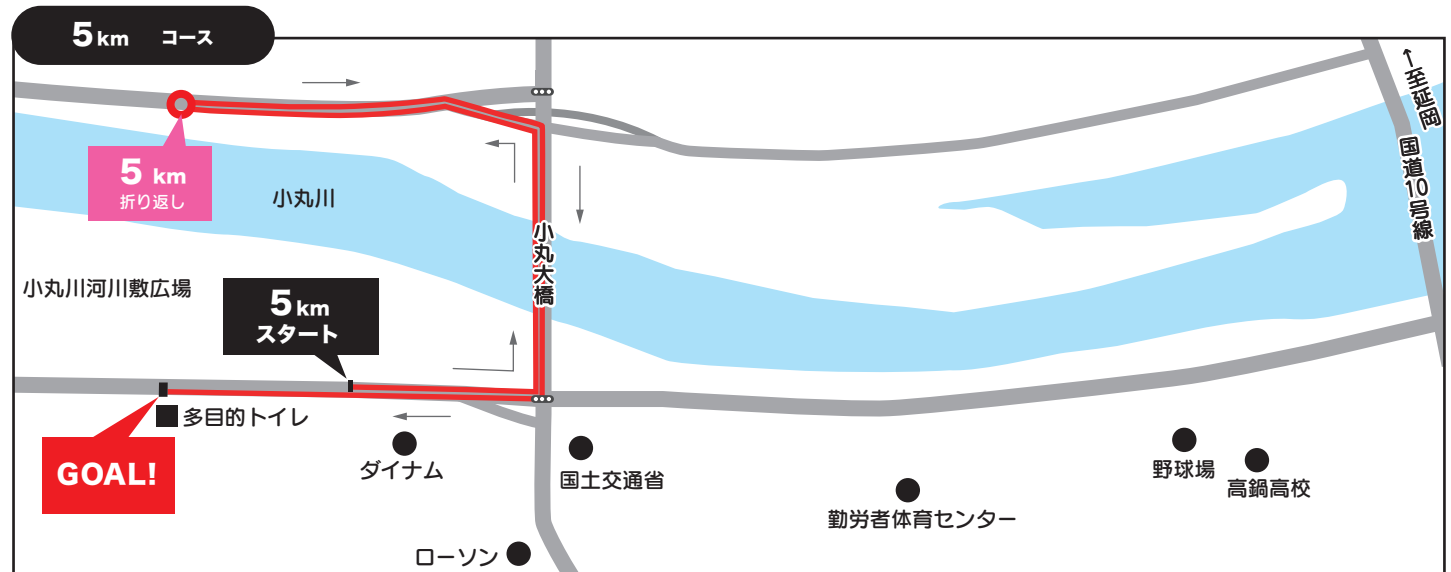 5km コース
←至延岡
国道10号線
5 km
折り返し
小丸川
小丸大橋
小丸川河川敷広場
5km
スタート
多目的トイレ
GOAL!
ダイナム
国土交通省
野球場
高鍋高校
勤労者体育センター
ローソン